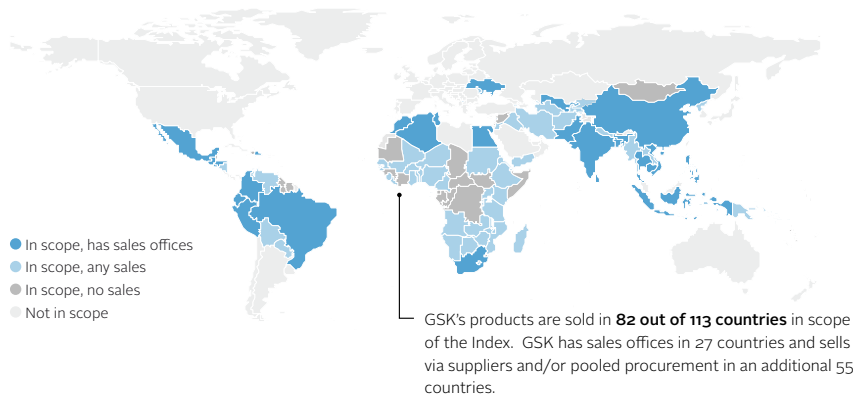 In scope, has sales offices
In scope, any sales
In scope, no sales
Not in scope
GSK's products are sold in 82 out of 113 countries in scope
of the Index.  GSK has sales offices in 27 countries and sells
via suppliers and/or pooled procurement in an additional 55
countries.